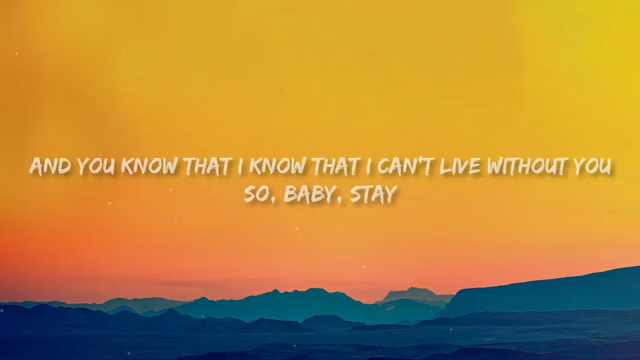 AND YOU KNOW THAT I KNOW THAT I CAN'T LIVE WITHOUT YOU
SO, BABY, STAY